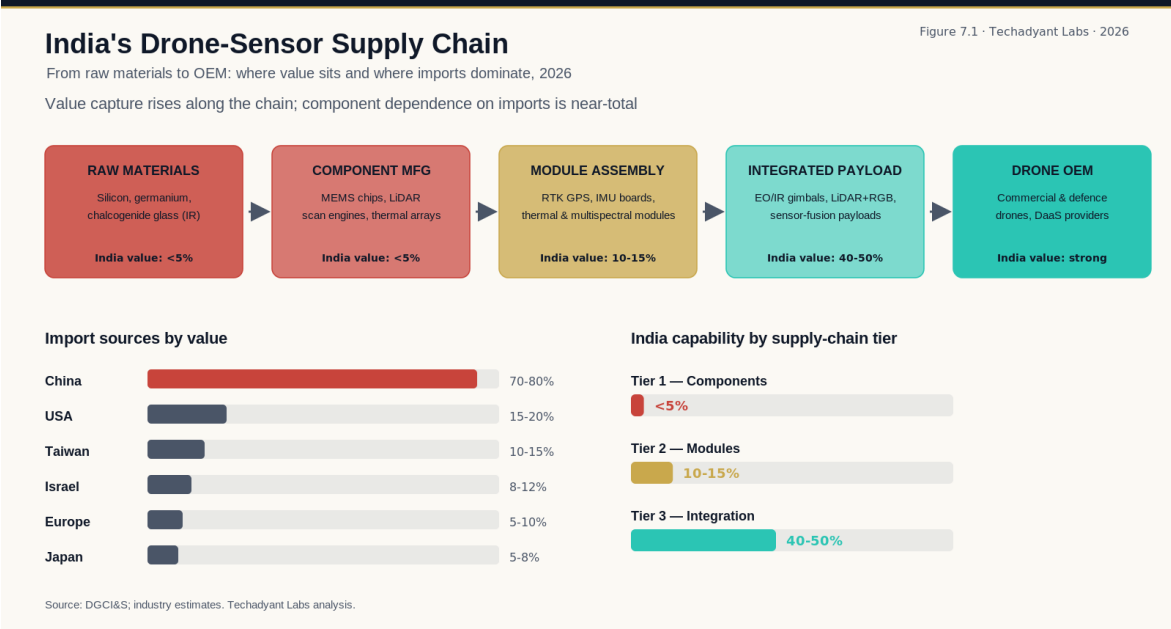 Figure 7.1 · Techadyant Labs · 2026
India's Drone-Sensor Supply Chain
From raw materials to OEM: where value sits and where imports dominate, 2026
Value capture rises along the chain; component dependence on imports is near-total
RAW MATERIALS
Silicon, germanium,
chalcogenide glass (IR)
India value: <5%
COMPONENT MFG
MEMS chips, LiDAR
scan engines, thermal arrays
India value: <5%
MODULE ASSEMBLY
RTK GPS, IMU boards,
thermal & multispectral modules
India value: 10-15%
INTEGRATED PAYLOAD
EO/IR gimbals, LiDAR+RGB,
sensor-fusion payloads
India value: 40-50%
DRONE OEM
Commercial & defence
drones, DaaS providers
India value: strong
Import sources by value
China 70-80%
USA 15-20%
Taiwan 10-15%
Israel 8-12%
Europe 5-10%
Japan 5-8%
India capability by supply-chain tier
Tier 1 — Components
<5%
Tier 2 — Modules
10-15%
Tier 3 — Integration
40-50%
Source: DGCI&S; industry estimates. Techadyant Labs analysis.